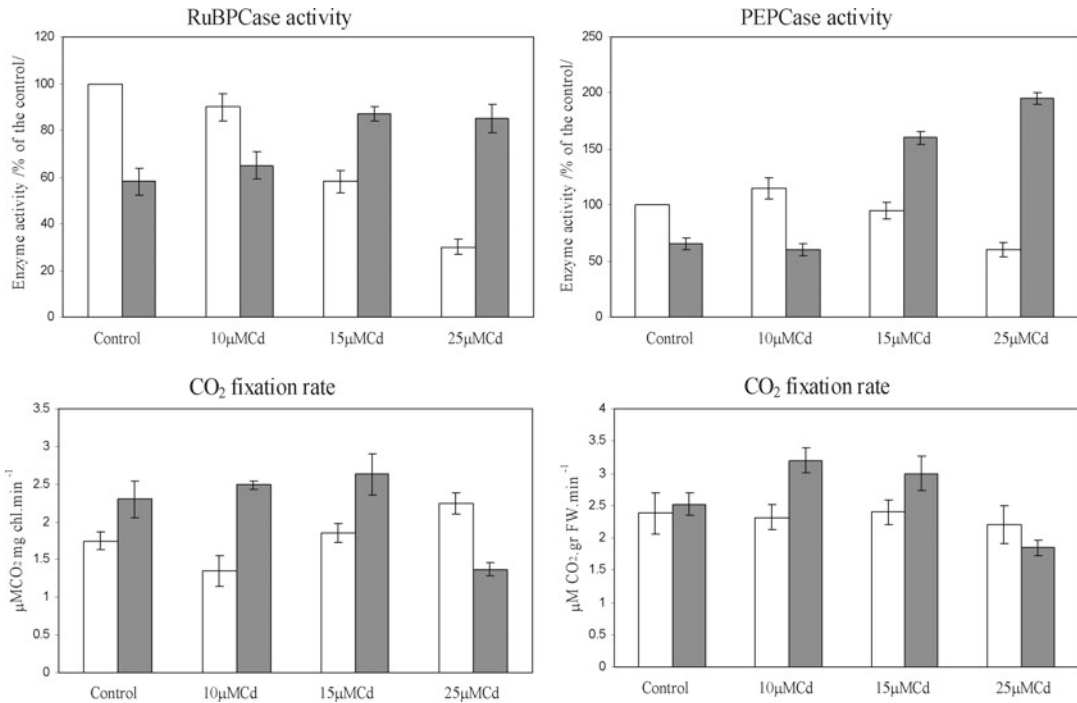 RuBPCase activity
Enzyme activity /% of the control/
120
100
80
60
40
20
0
Control 10μMCd 15μMCd 25μMCd
PEPCase activity
Enzyme activity /% of the control/
250
200
150
100
50
0
Control 10μMCd 15μMCd 25μMCd
CO2 fixation rate
μMCO2 mg chl.min -1
3.5
3
2.5
2
1.5
1
0.5
0
Control 10μMCd 15μMCd 25μMCd
CO2 fixation rate
μM CO2.gr FW.min -1
4
3.5
3
2.5
2
1.5
1
0.5
0
Control 10μMCd 15μMCd 25μMCd